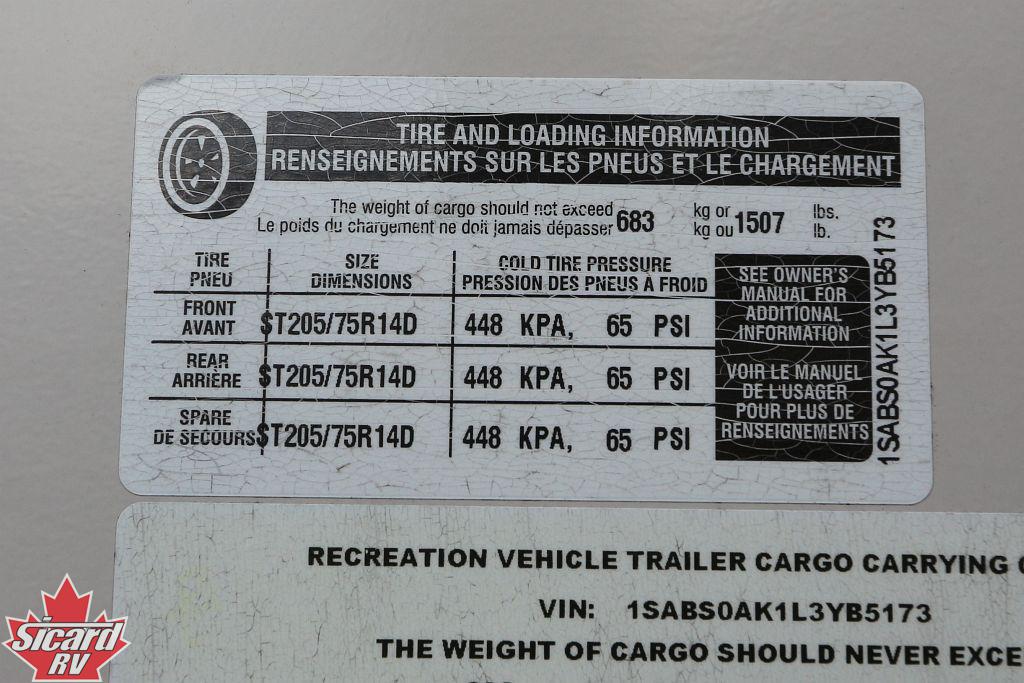 TIRE AND LOADING INFORMATION
RENSEIGNEMENTS SUR LES PNEUS ET LE CHARGEMENT
The weight of cargo should not exceed 683 kg or 1507 lbs.
Le poids du chargement ne doit jamais dépasser kg ou lb.
TIRE SIZE COLD TIRE PRESSURE
PNEU DIMENSIONS PRESSION DES PNEUS À FROID
FRONT
AVANT ST205/75R14D 448 KPA, 65 PSI
REAR
ARRIÈRE ST205/75R14D 448 KPA, 65 PSI
SPARE
DE SECOURS ST205/75R14D 448 KPA, 65 PSI
SEE OWNER'S
MANUAL FOR
ADDITIONAL
INFORMATION
VOIR LE MANUEL
DE L'USAGER
POUR PLUS DE
RENSEIGNEMENTS
1SABS0AK1L3YB5173
RECREATION VEHICLE TRAILER CARGO CARRYING
VIN: 1SABS0AK1L3YB5173
THE WEIGHT OF CARGO SHOULD NEVER EXCE
Sicard
RV